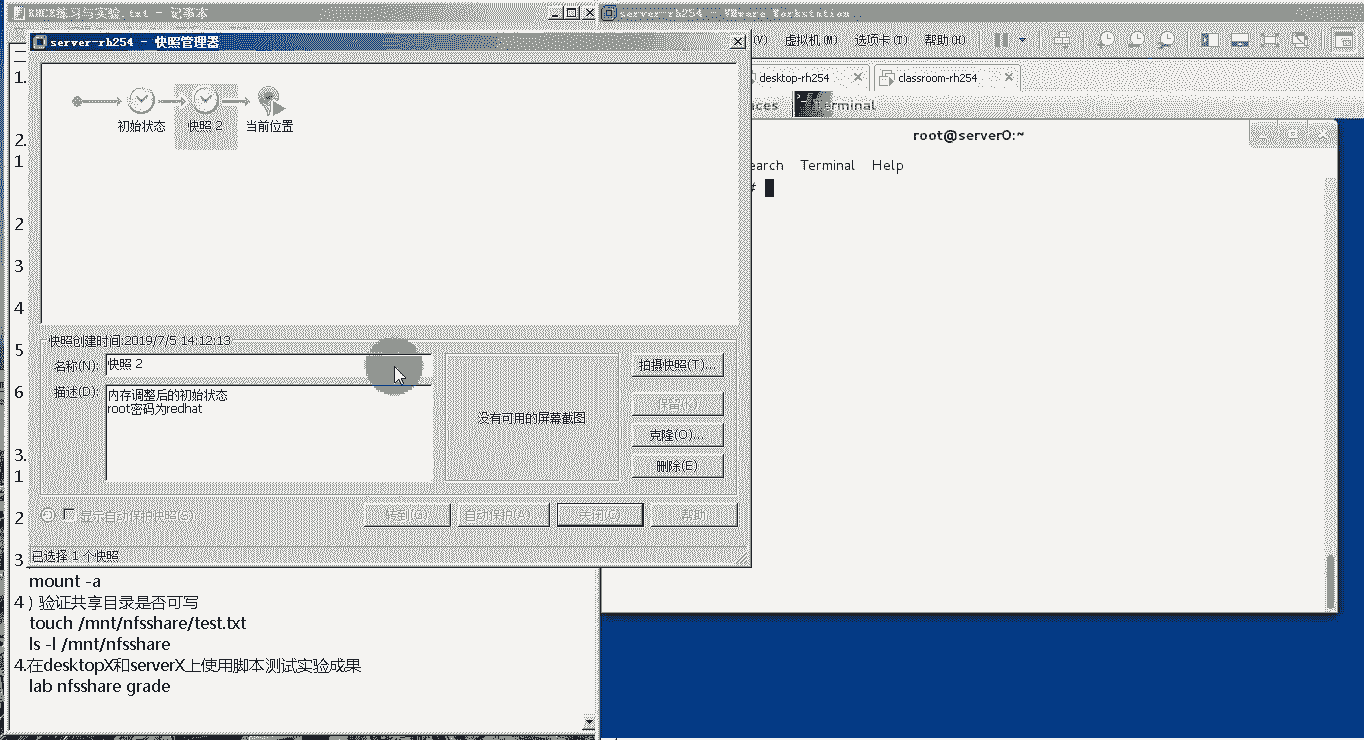 RHCE练习与实验.txt - 记事本
server-rh254 - VMware Workstation
server-rh254 - 快照管理器
(V) 虚拟机(M) 选项卡(T) 帮助(H)
desktop-rh254
classroom-rh254
Terminal
root@server0:~
Terminal Help
#
初始状态
快照 2
当前位置
1.
2.
1
2
3
4
5
6
3.
1
2
3
快照创建时间:2019/7/5 14:12:13
名称(N): 快照 2
描述(D): 内存调整后的初始状态
root密码为redhat
没有可用的屏幕截图
拍摄快照(T)...
保留(K)
克隆(O)...
删除(E)
显示自动保护快照(S)
转到(G)
自动保护(A)...
关闭(C)
帮助
已选择 1 个快照
mount -a
4）验证共享目录是否可写
touch /mnt/nfsshare/test.txt
ls -l /mnt/nfsshare
4.在desktopX和serverX上使用脚本测试实验成果
lab nfsshare grade